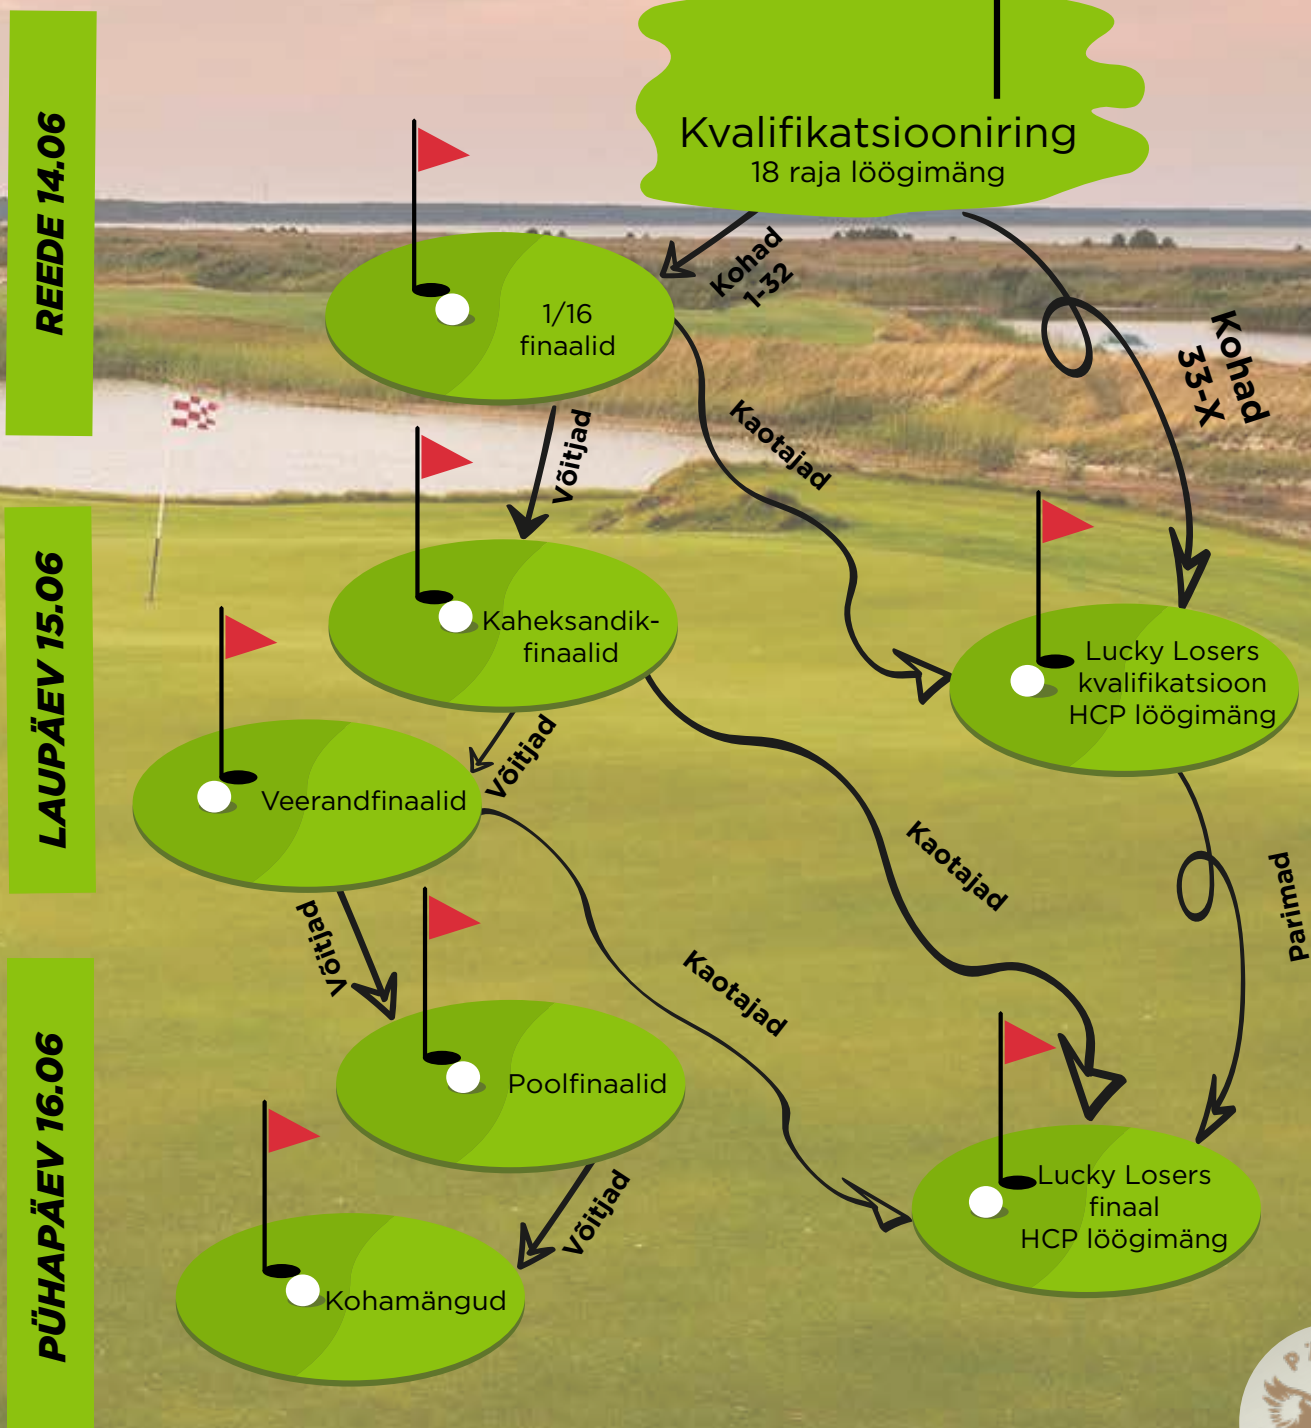 Kvalifikatsiooniring
18 raja löögimäng
REEDE 14.06
Kohad
1-32
Kohad
33-X
1/16
finaalid
Võitjad
Kaotajad
LAUPÄEV 15.06
Kaheksandik-
finaalid
Lucky Losers
kvalifikatsioon
HCP löögimäng
Võitjad
Veerandfinaalid
Kaotajad
Parimad
Võitjad
Kaotajad
PÜHAPÄEV 16.06
Poolfinaalid
Võitjad
Lucky Losers
finaal
HCP löögimäng
Kohamängud